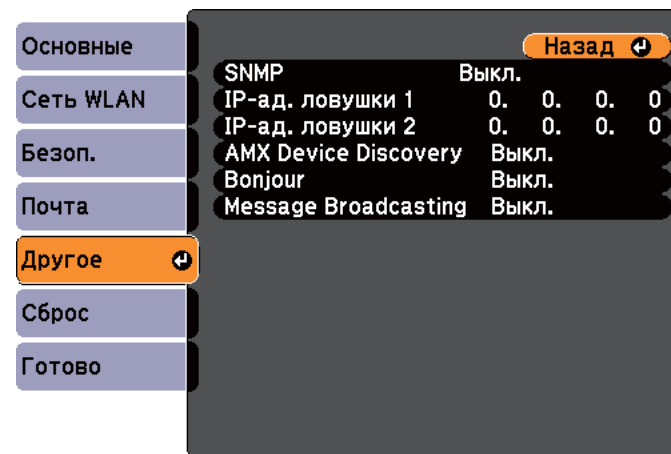 Основные
Сеть WLAN
Безоп.
Почта
Другое
Сброс
Готово
Назад
SNMP Выкл.
IP-ад. ловушки 1 0. 0. 0. 0
IP-ад. ловушки 2 0. 0. 0. 0
AMX Device Discovery Выкл.
Bonjour Выкл.
Message Broadcasting Выкл.